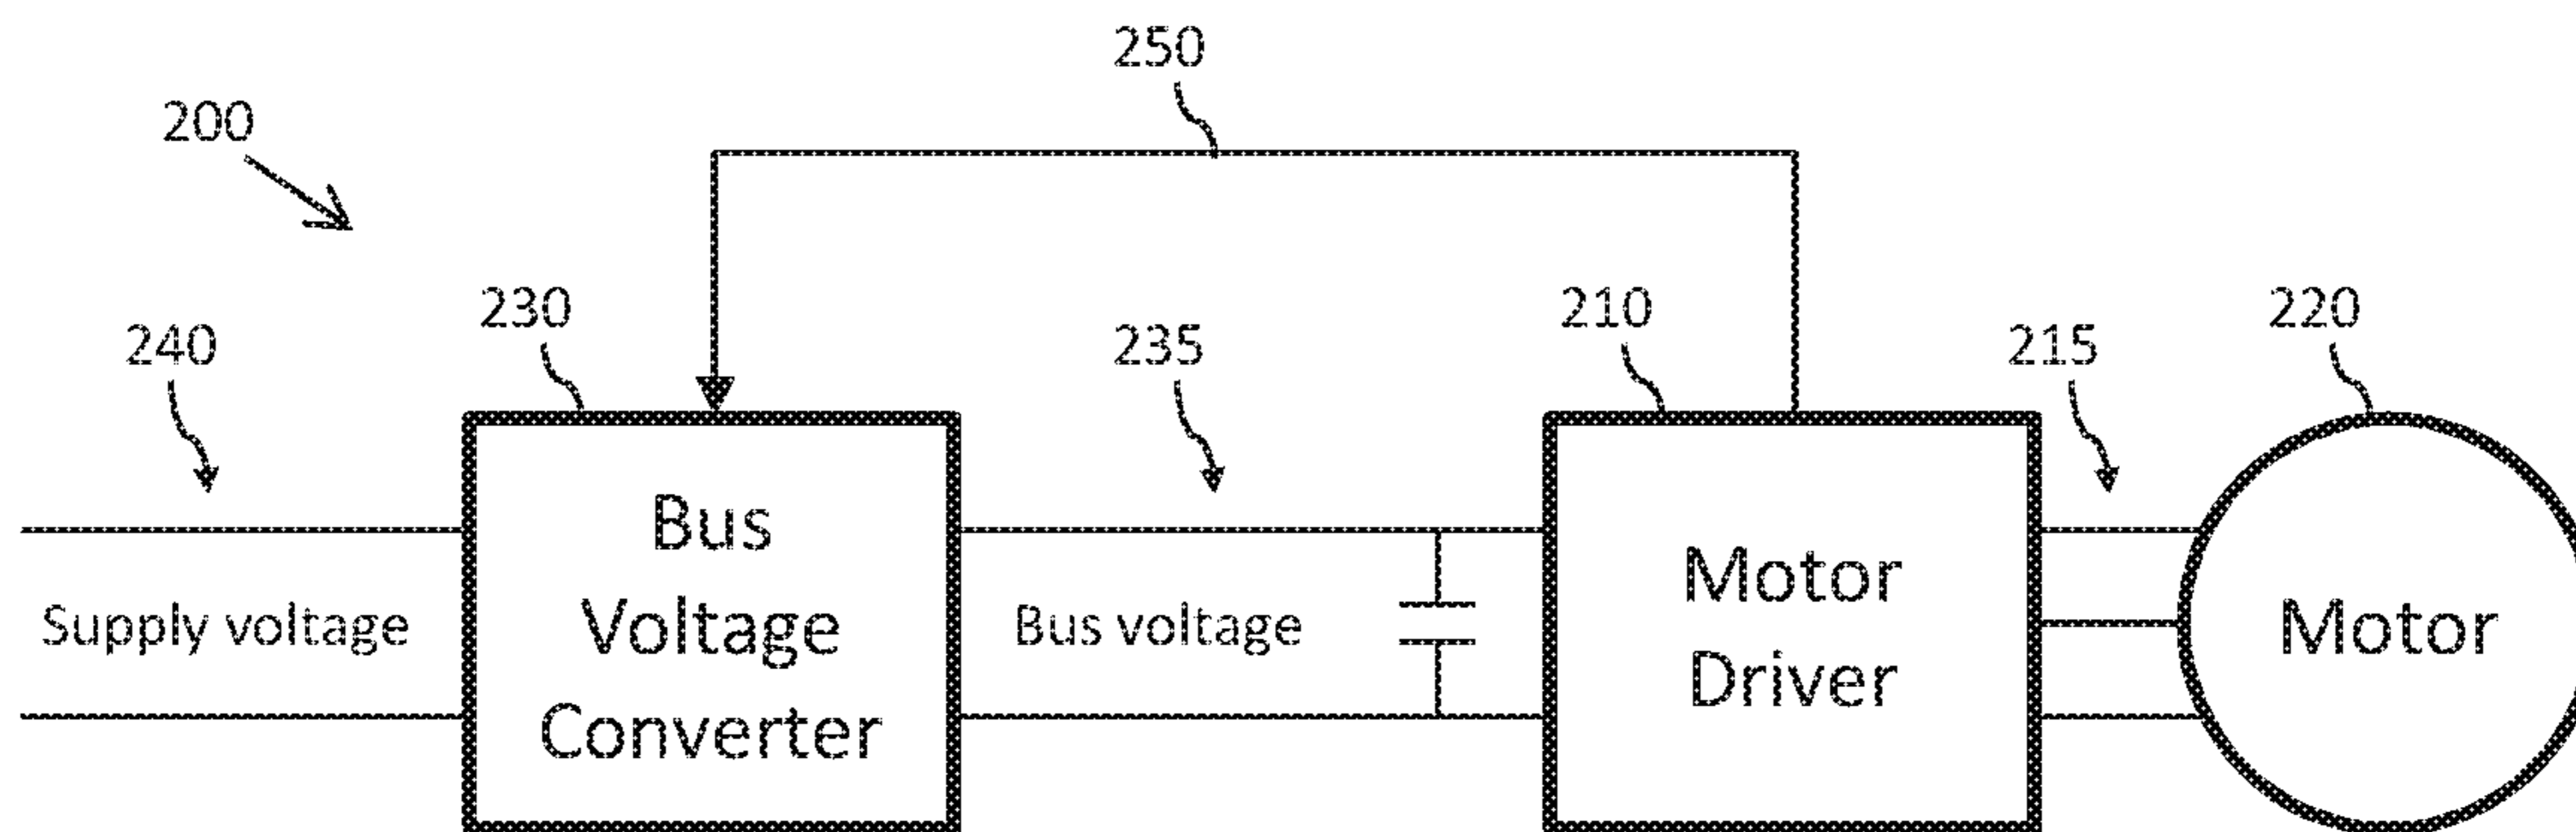 250
200
230
210
220
240
235
215
Bus
Voltage
Converter
Supply voltage
Bus voltage
Motor
Driver
Motor